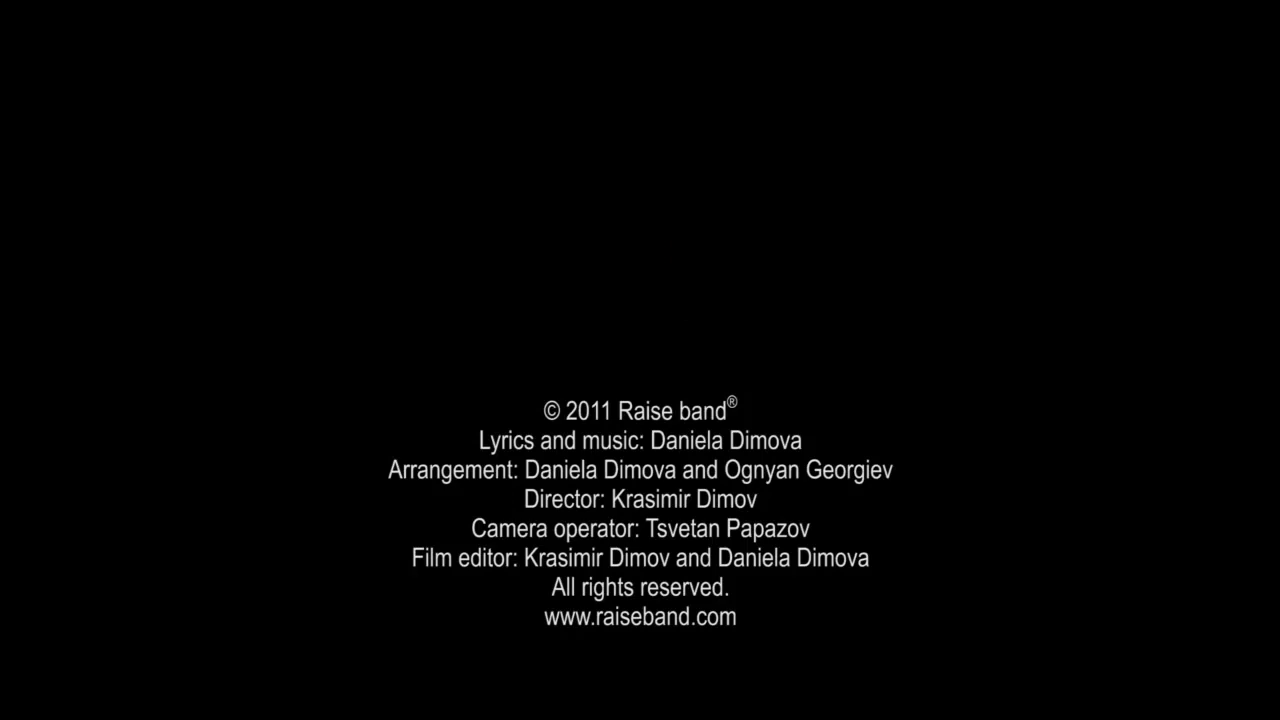 © 2011 Raise band®
Lyrics and music: Daniela Dimova
Arrangement: Daniela Dimova and Ognyan Georgiev
Director: Krasimir Dimov
Camera operator: Tsvetan Papazov
Film editor: Krasimir Dimov and Daniela Dimova
All rights reserved.
www.raiseband.com